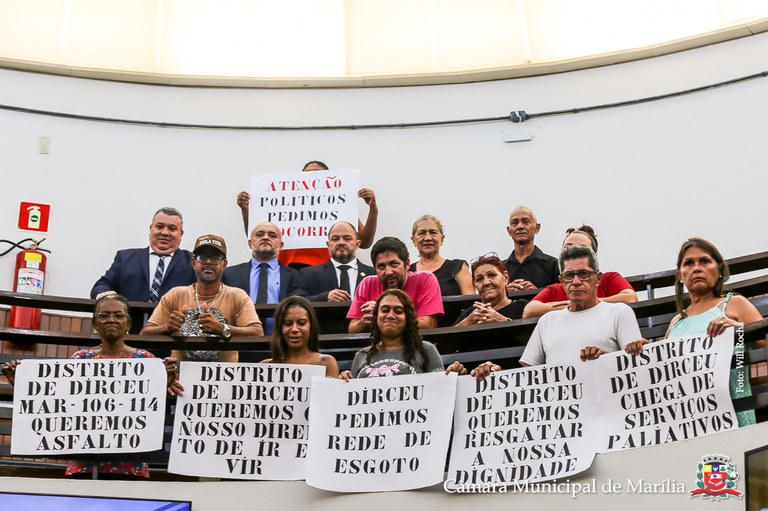 ATENÇÃO
POLÍTICOS
PEDIMOS
SOCORRO
DISTRITO
DE DIRCEU
MAR-106-114
QUEREMOS
ASFALTO
DISTRITO
DE DIRCEU
QUEREMOS O
NOSSO DIREI
TO DE IR E
VIR
DIRCEU
PEDIMOS
REDE DE
ESGOTO
DISTRITO
DE DIRCEU
QUEREMOS
RESGATAR
A NOSSA
DIGNIDADE
DISTRITO
DE DIRCEU
CHEGA DE
SERVIÇOS
PALIATIVOS
Câmara Municipal de Marília
Foto: Will Rocha